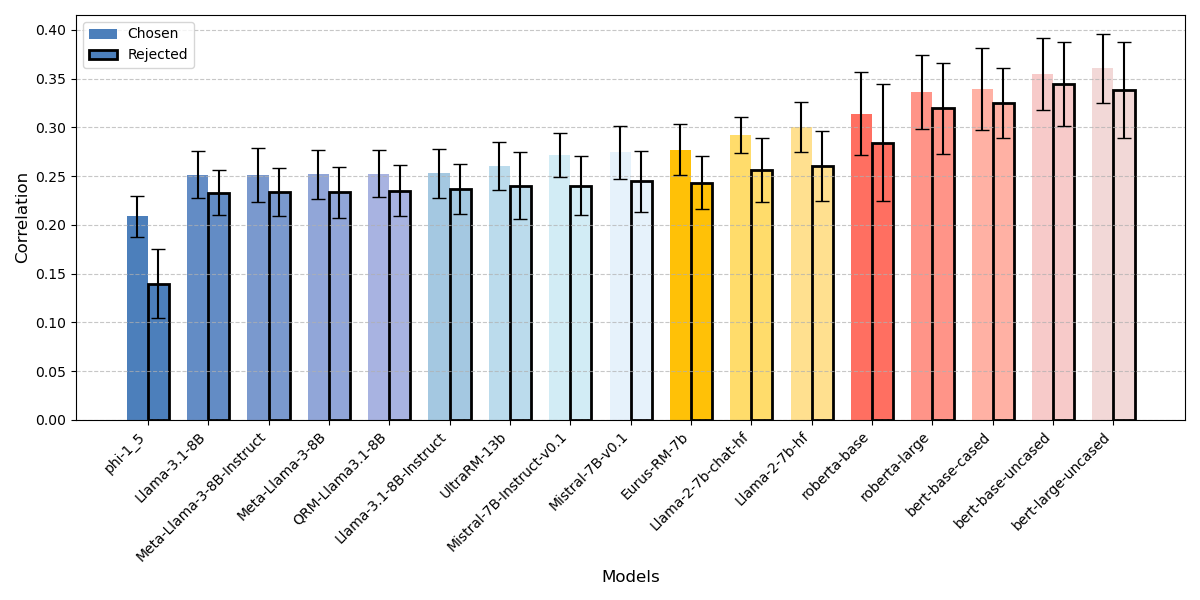 Chosen
Rejected
Correlation
0.40
0.35
0.30
0.25
0.20
0.15
0.10
0.05
0.00
phi-1_5
Llama-3.1-8B
Meta-Llama-3-8B-Instruct
Meta-Llama-3-8B
QRM-Llama3.1-8B
Llama-3.1-8B-Instruct
UltraRM-13b
Mistral-7B-Instruct-v0.1
Mistral-7B-v0.1
Eurus-RM-7b
Llama-2-7b-chat-hf
Llama-2-7b-hf
roberta-base
roberta-large
bert-base-cased
bert-base-uncased
bert-large-uncased
Models